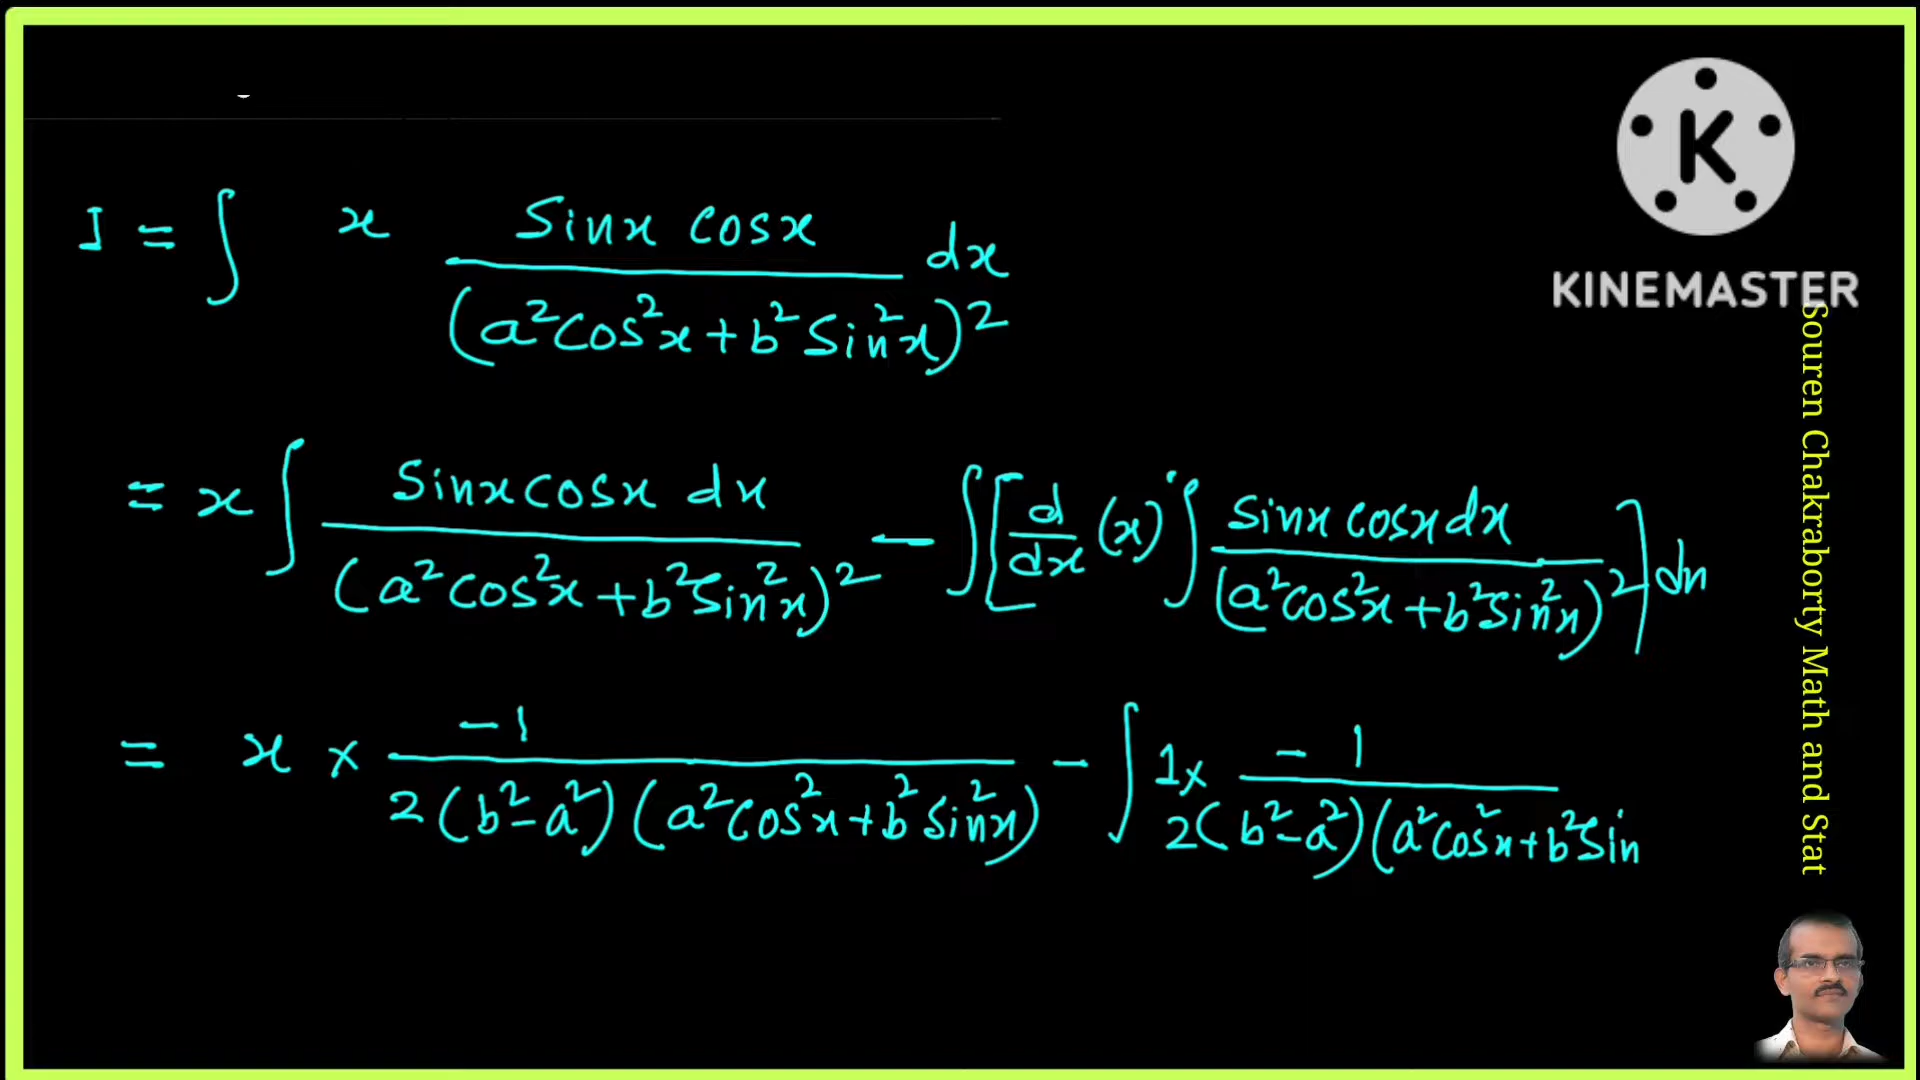 I = ∫ x sinx cosx / (a²cos²x + b²sin²x)² dx
= x ∫ sinx cosx dx / (a²cos²x + b²sin²x)² − ∫ [ d/dx (x) ∫ sinx cosx dx / (a²cos²x + b²sin²x)² ] dx
= x × −1 / 2(b²−a²)(a²cos²x + b²sin²x) − ∫ 1 × −1 / 2(b²−a²)(a²cos²x + b²sin
K
KINEMASTER
Souren Chakraborty Math and Stat